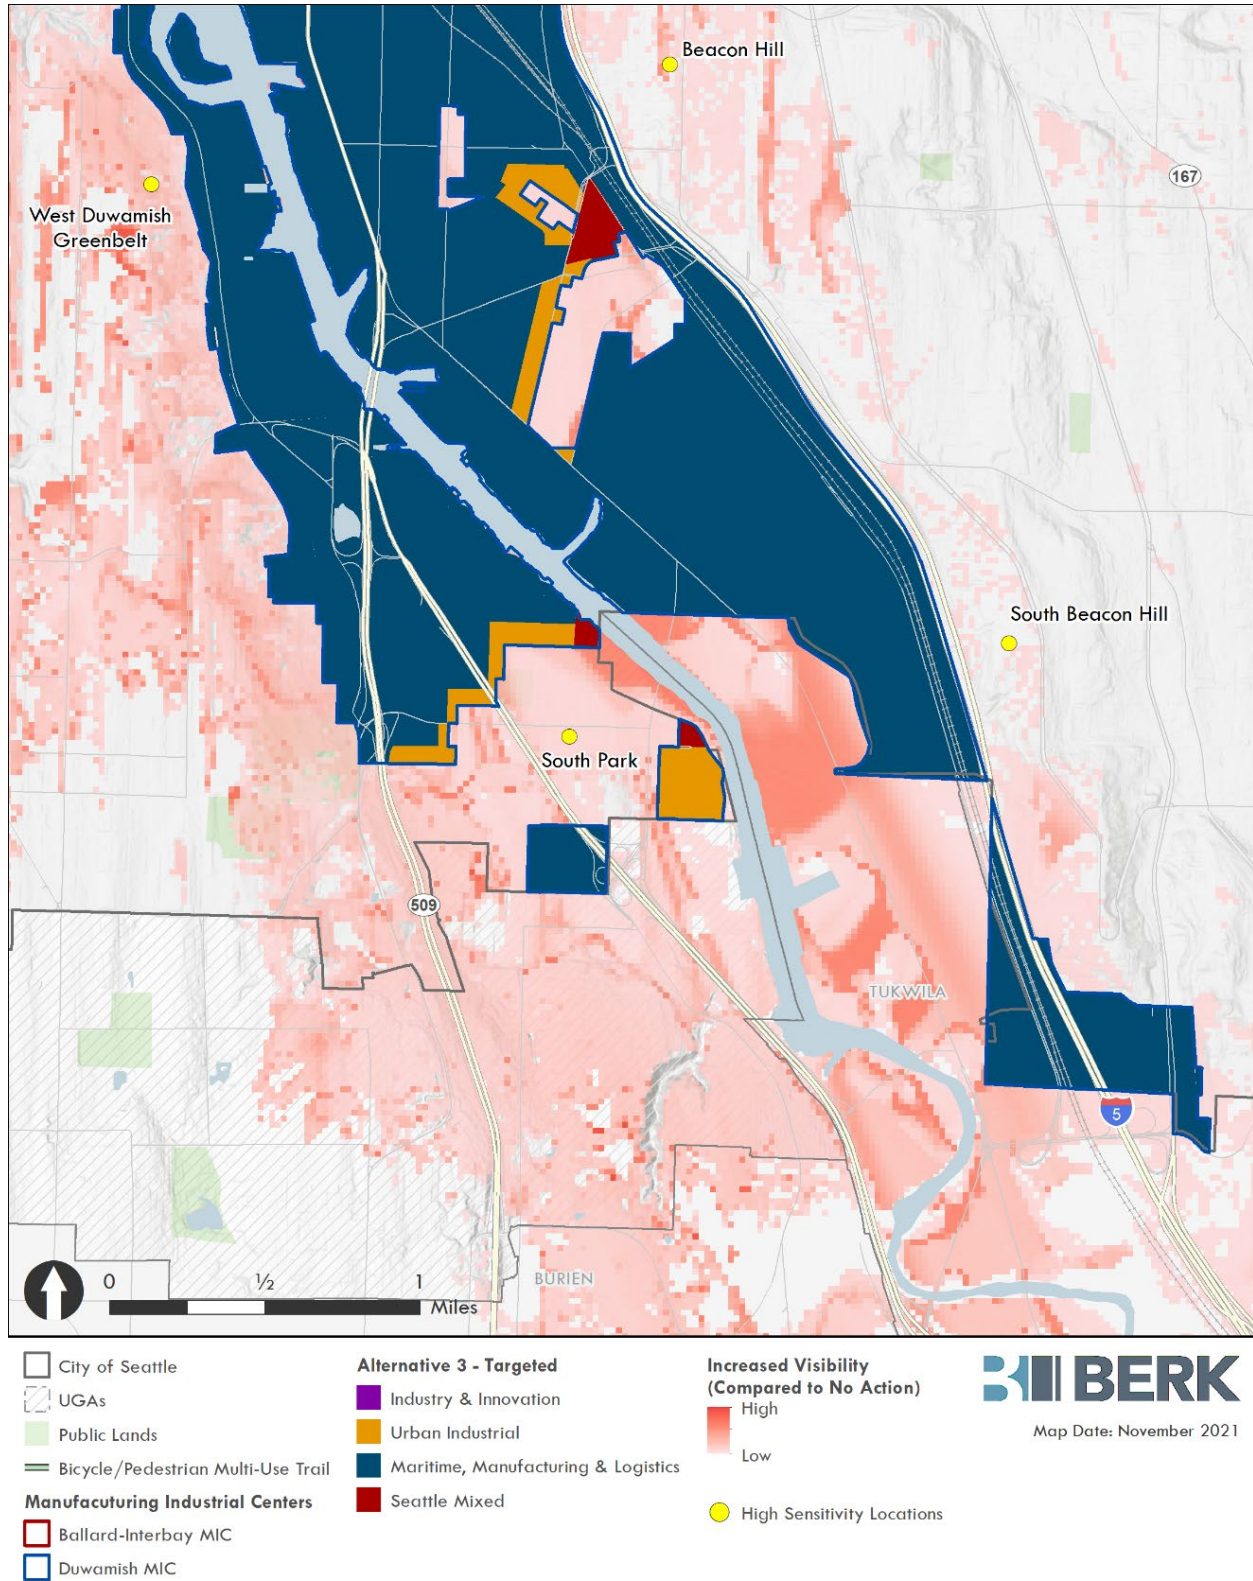 Beacon Hill
167
West Duwamish
Greenbelt
South Beacon Hill
South Park
509
TUKWILA
5
0
½
1
Miles
BURIEN
City of Seattle
UGAs
Public Lands
Bicycle/Pedestrian Multi-Use Trail
Manufacuturing Industrial Centers
Ballard-Interbay MIC
Duwamish MIC
Alternative 3 - Targeted
Industry & Innovation
Urban Industrial
Maritime, Manufacturing & Logistics
Seattle Mixed
Increased Visibility
(Compared to No Action)
High
Low
High Sensitivity Locations
BERK
Map Date: November 2021